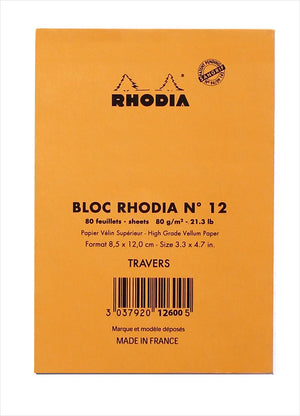 RHODIA
BLOC RHODIA N° 12
80 feuillets - sheets 80 g/m² - 21.3 lb
Papier Vélin Supérieur - High Grade Vellum Paper
Format 8,5 x 12,0 cm - Size 3.3 x 4.7 in.
TRAVERS
3 037920 126005
Marque et modèle déposés
MADE IN FRANCE